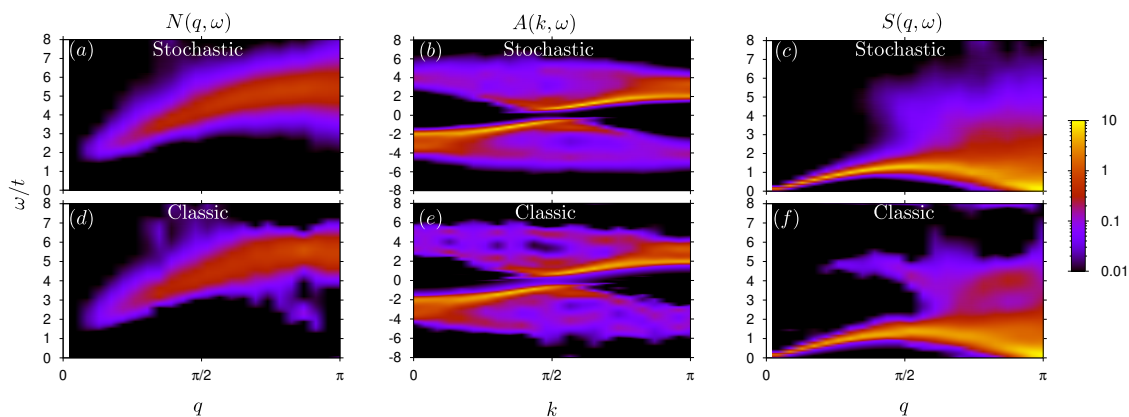 N(q, ω) A(k, ω) S(q, ω)
(a) Stochastic (b) Stochastic (c) Stochastic
8 7 6 5 4 3 2 1 0
8 6 4 2 0 -2 -4 -6 -8
8 7 6 5 4 3 2 1 0
10 1 0.1 0.01
ω/t
(d) Classic (e) Classic (f) Classic
8 7 6 5 4 3 2 1 0
8 6 4 2 0 -2 -4 -6 -8
8 7 6 5 4 3 2 1 0
0 π/2 π 0 π/2 π 0 π/2 π
q k q